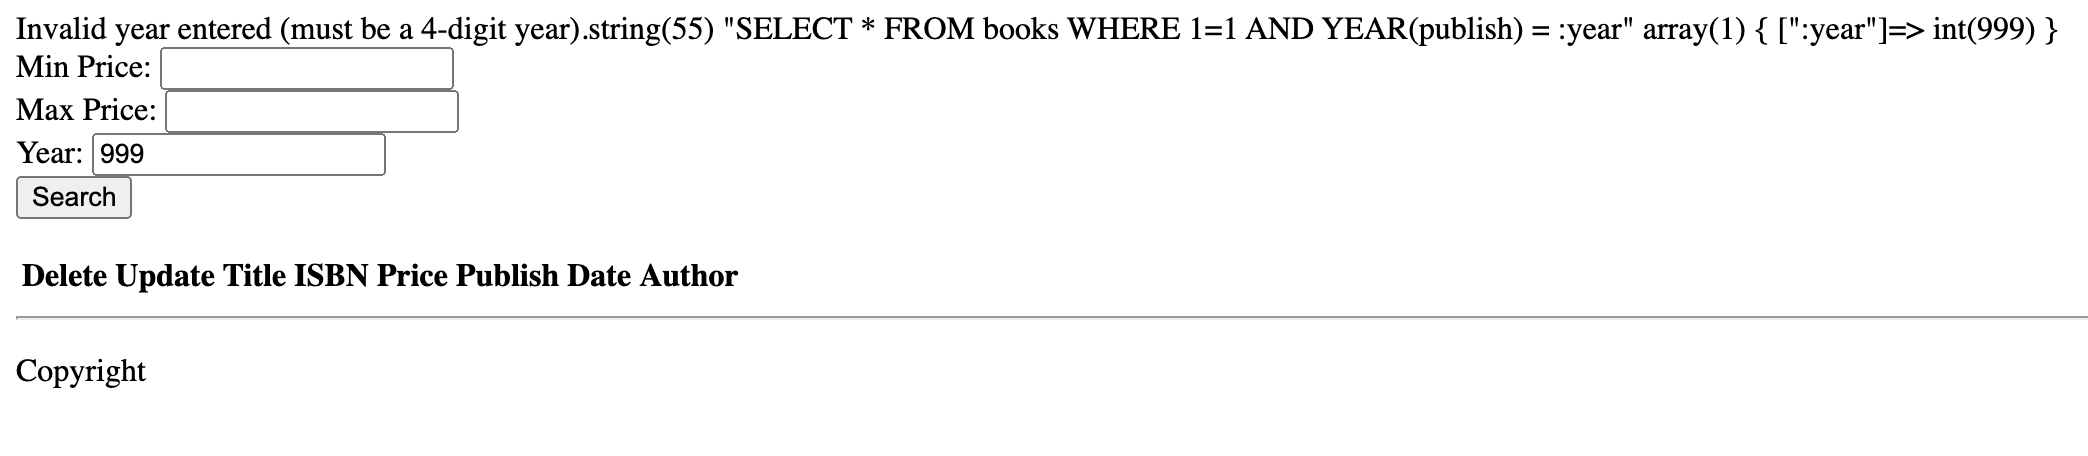 Invalid year entered (must be a 4-digit year).string(55) "SELECT * FROM books WHERE 1=1 AND YEAR(publish) = :year" array(1) { [":year"]=> int(999) }
Min Price:
Max Price:
Year: 999
Search
Delete Update Title ISBN Price Publish Date Author
Copyright